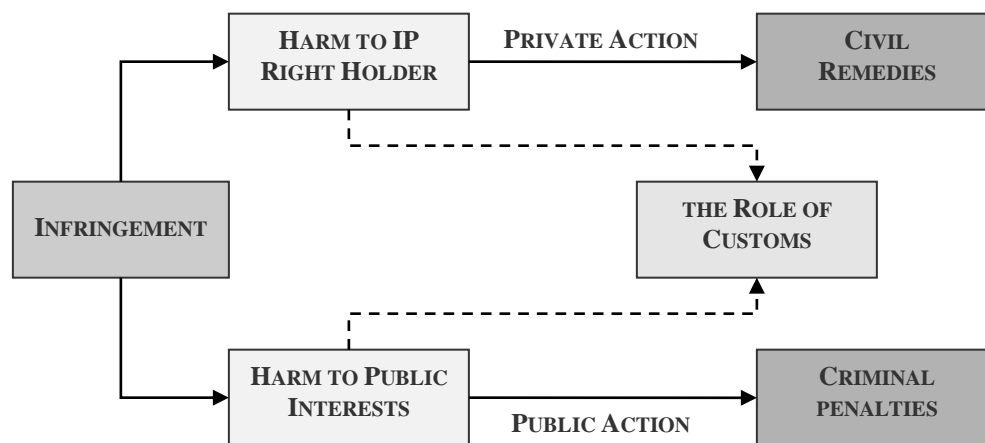 HARM TO IP
RIGHT HOLDER
PRIVATE ACTION
CIVIL
REMEDIES
INFRINGEMENT
THE ROLE OF
CUSTOMS
HARM TO PUBLIC
INTERESTS
PUBLIC ACTION
CRIMINAL
PENALTIES